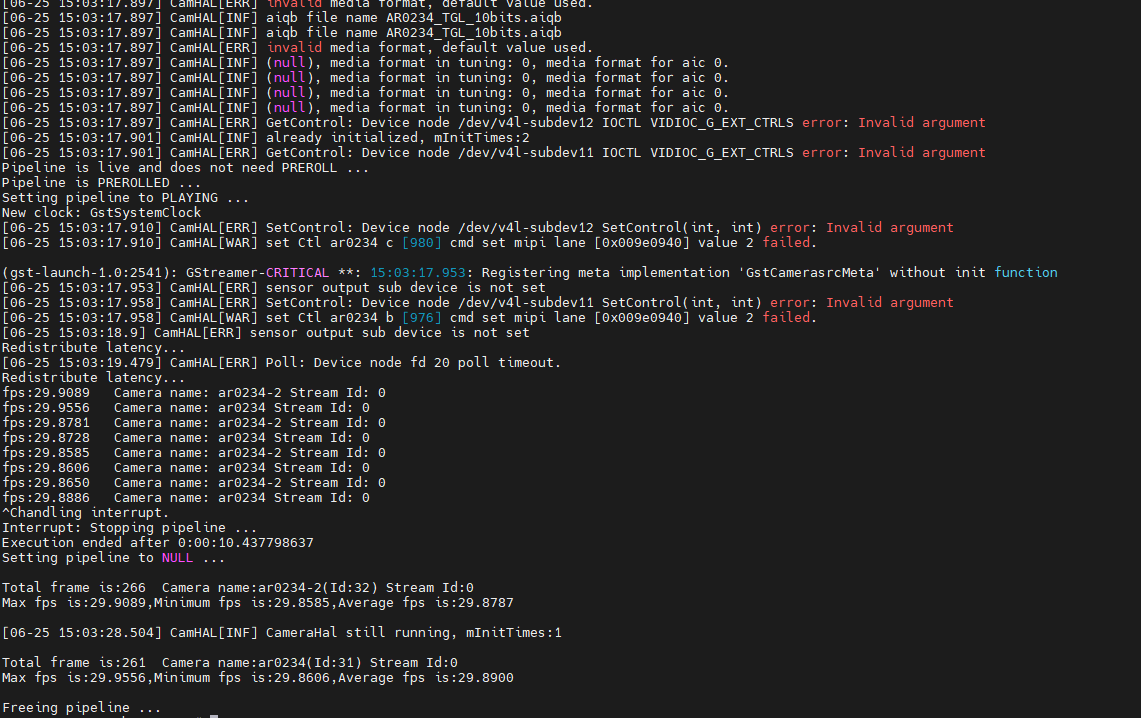 [06-25 15:03:17.897] CamHAL[ERR] invalid media format, default value used.
[06-25 15:03:17.897] CamHAL[INF] aiqb file name AR0234_TGL_10bits.aiqb
[06-25 15:03:17.897] CamHAL[INF] aiqb file name AR0234_TGL_10bits.aiqb
[06-25 15:03:17.897] CamHAL[ERR] invalid media format, default value used.
[06-25 15:03:17.897] CamHAL[INF] (null), media format in tuning: 0, media format for aic 0.
[06-25 15:03:17.897] CamHAL[INF] (null), media format in tuning: 0, media format for aic 0.
[06-25 15:03:17.897] CamHAL[INF] (null), media format in tuning: 0, media format for aic 0.
[06-25 15:03:17.897] CamHAL[INF] (null), media format in tuning: 0, media format for aic 0.
[06-25 15:03:17.897] CamHAL[ERR] GetControl: Device node /dev/v4l-subdev12 IOCTL VIDIOC_G_EXT_CTRLS error: Invalid argument
[06-25 15:03:17.901] CamHAL[INF] already initialized, mInitTimes:2
[06-25 15:03:17.901] CamHAL[ERR] GetControl: Device node /dev/v4l-subdev11 IOCTL VIDIOC_G_EXT_CTRLS error: Invalid argument
Pipeline is live and does not need PREROLL ...
Pipeline is PREROLLED ...
Setting pipeline to PLAYING ...
New clock: GstSystemClock
[06-25 15:03:17.910] CamHAL[ERR] SetControl: Device node /dev/v4l-subdev12 SetControl(int, int) error: Invalid argument
[06-25 15:03:17.910] CamHAL[WAR] set Ctl ar0234 c [980] cmd set mipi lane [0x009e0940] value 2 failed.
(gst-launch-1.0:2541): GStreamer-CRITICAL **: 15:03:17.953: Registering meta implementation 'GstCamerasrcMeta' without init function
[06-25 15:03:17.953] CamHAL[ERR] sensor output sub device is not set
[06-25 15:03:17.958] CamHAL[ERR] SetControl: Device node /dev/v4l-subdev11 SetControl(int, int) error: Invalid argument
[06-25 15:03:17.958] CamHAL[WAR] set Ctl ar0234 b [976] cmd set mipi lane [0x009e0940] value 2 failed.
[06-25 15:03:18.9] CamHAL[ERR] sensor output sub device is not set
Redistribute latency...
[06-25 15:03:19.479] CamHAL[ERR] Poll: Device node fd 20 poll timeout.
Redistribute latency...
fps:29.9089   Camera name: ar0234-2 Stream Id: 0
fps:29.9556   Camera name: ar0234 Stream Id: 0
fps:29.8781   Camera name: ar0234-2 Stream Id: 0
fps:29.8728   Camera name: ar0234 Stream Id: 0
fps:29.8585   Camera name: ar0234-2 Stream Id: 0
fps:29.8606   Camera name: ar0234 Stream Id: 0
fps:29.8650   Camera name: ar0234-2 Stream Id: 0
fps:29.8886   Camera name: ar0234 Stream Id: 0
^Chandling interrupt.
Interrupt: Stopping pipeline ...
Execution ended after 0:00:10.437798637
Setting pipeline to NULL ...
Total frame is:266  Camera name:ar0234-2(Id:32) Stream Id:0
Max fps is:29.9089,Minimum fps is:29.8585,Average fps is:29.8787
[06-25 15:03:28.504] CamHAL[INF] CameraHal still running, mInitTimes:1
Total frame is:261  Camera name:ar0234(Id:31) Stream Id:0
Max fps is:29.9556,Minimum fps is:29.8606,Average fps is:29.8900
Freeing pipeline ...